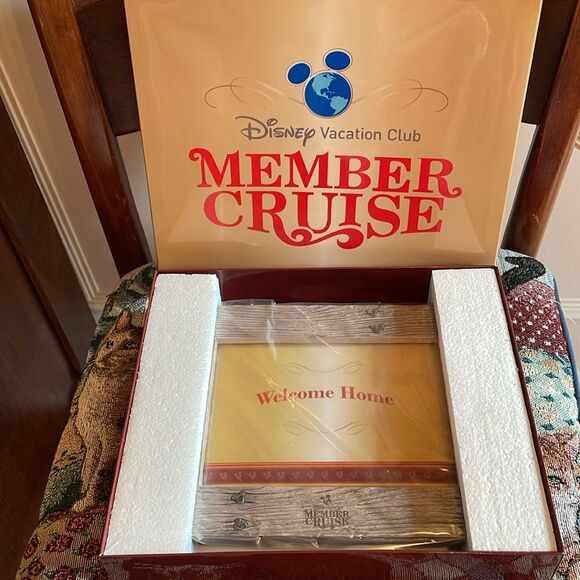 Disney Vacation Club
MEMBER
CRUISE
Welcome Home
MEMBER
CRUISE